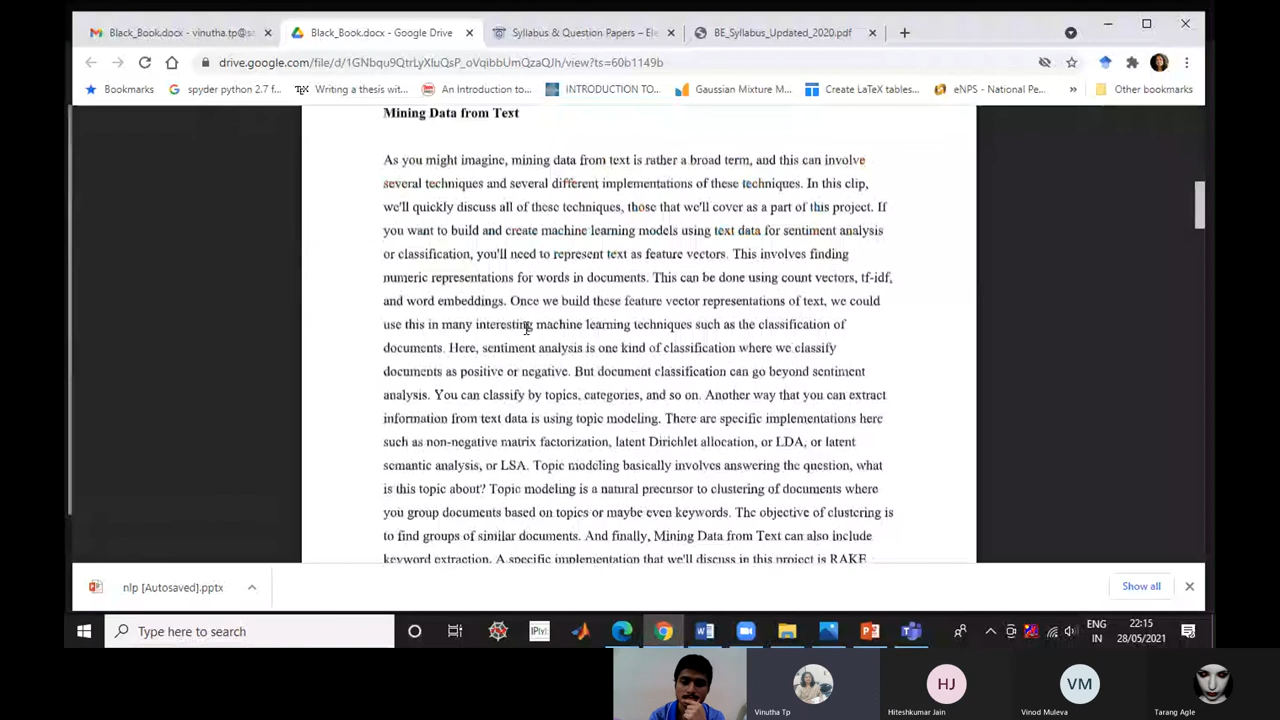 Black_Book.docx - vinutha.tp@s
Black_Book.docx - Google Drive
Syllabus & Question Papers – Ele
BE_Syllabus_Updated_2020.pdf
drive.google.com/file/d/1GNbqu9QtrLyXluQsP_oVqibbUmQzaQJh/view?ts=60b1149b
Bookmarks
spyder python 2.7 f...
Writing a thesis wit...
An Introduction to...
INTRODUCTION TO...
Gaussian Mixture M...
Create LaTeX tables...
eNPS - National Pe...
»
Other bookmarks
Mining Data from Text
As you might imagine, mining data from text is rather a broad term, and this can involve
several techniques and several different implementations of these techniques. In this clip,
we'll quickly discuss all of these techniques, those that we'll cover as a part of this project. If
you want to build and create machine learning models using text data for sentiment analysis
or classification, you'll need to represent text as feature vectors. This involves finding
numeric representations for words in documents. This can be done using count vectors, tf-idf,
and word embeddings. Once we build these feature vector representations of text, we could
use this in many interesting machine learning techniques such as the classification of
documents. Here, sentiment analysis is one kind of classification where we classify
documents as positive or negative. But document classification can go beyond sentiment
analysis. You can classify by topics, categories, and so on. Another way that you can extract
information from text data is using topic modeling. There are specific implementations here
such as non-negative matrix factorization, latent Dirichlet allocation, or LDA, or latent
semantic analysis, or LSA. Topic modeling basically involves answering the question, what
is this topic about? Topic modeling is a natural precursor to clustering of documents where
you group documents based on topics or maybe even keywords. The objective of clustering is
to find groups of similar documents. And finally, Mining Data from Text can also include
keyword extraction. A specific implementation that we'll discuss in this project is RAKE
nlp [Autosaved].pptx
Show all
Type here to search
IP[y]:
ENG
IN
22:15
28/05/2021
HJ
VM
Vinutha Tp
Hiteshkumar Jain
Vinod Muleva
Tarang Agle